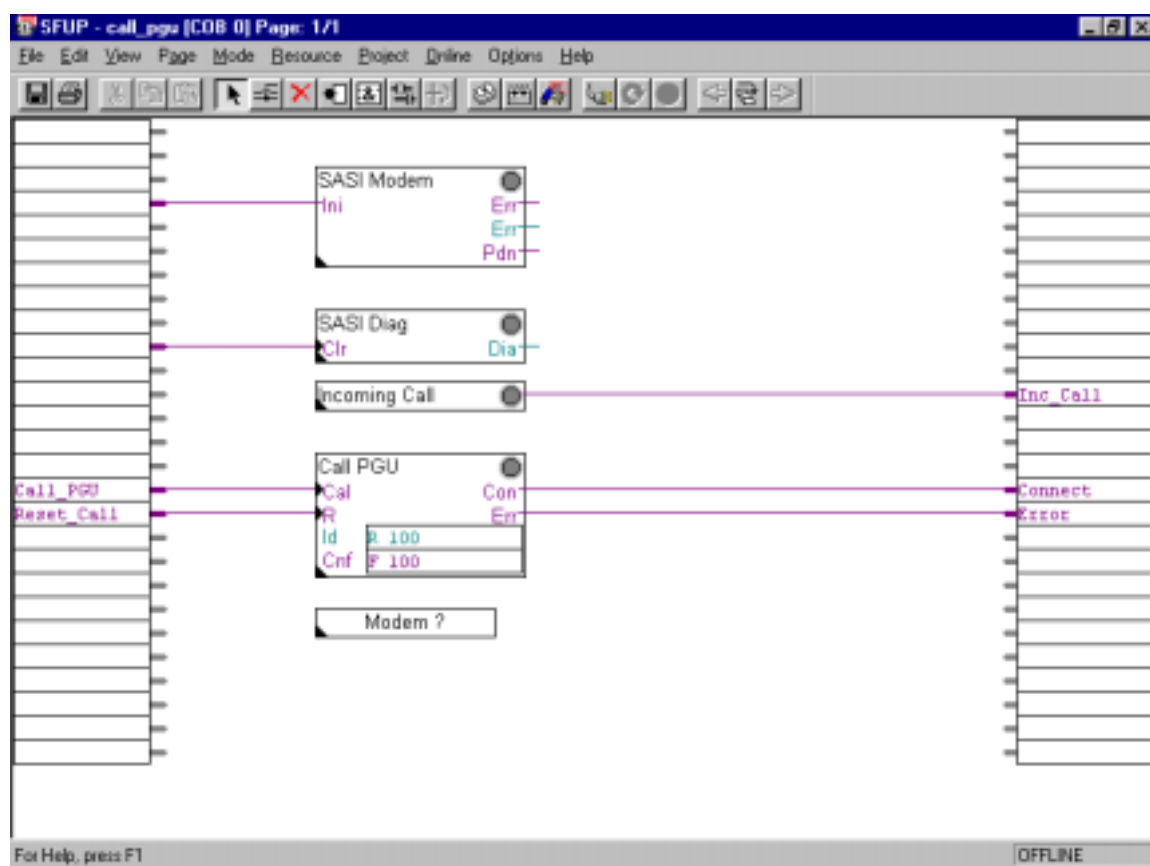 SFUP - call_pgu [COB 0] Page: 1/1
File Edit View Page Mode Resource Project Online Options Help
SASI Modem
Ini Err
Err
Pdn
SASI Diag
Clr Dia
Incoming Call Inc_Call
Call PGU
Call_PGU Cal Con Connect
Reset_Call R Err Error
Id R 100
Cnf F 100
Modem ?
For Help, press F1 OFFLINE